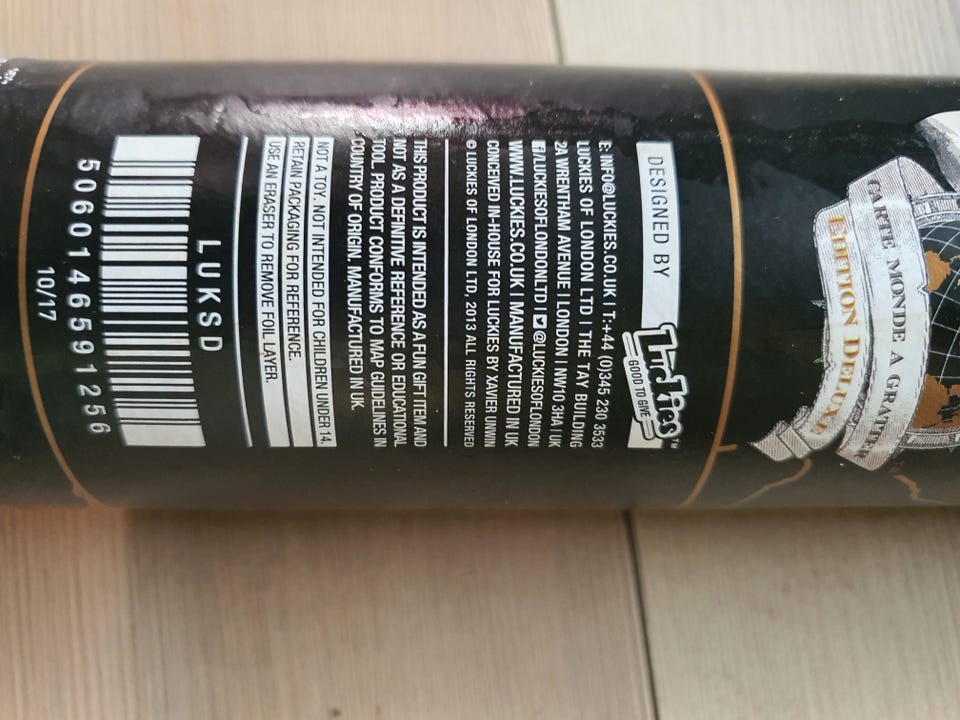 CARTE MONDE A GRATTER
EDITION DELUXE
DESIGNED BY
Luckies™
GOOD TO GIVE
E: INFO@LUCKIES.CO.UK | T:+44 (0)345 230 3533
LUCKIES OF LONDON LTD | THE TAY BUILDING
2A WRENTHAM AVENUE | LONDON NW10 3HA | UK
F/LUCKIESOFLONDONLTD | @LUCKIESOFLONDON
WWW.LUCKIES.CO.UK | MANUFACTURED IN UK
CONCEIVED IN-HOUSE FOR LUCKIES BY XAVIER UNWIN
© LUCKIES OF LONDON LTD, 2013 ALL RIGHTS RESERVED
THIS PRODUCT IS INTENDED AS A FUN GIFT ITEM AND
NOT AS A DEFINITIVE REFERENCE OR EDUCATIONAL
TOOL. PRODUCT CONFORMS TO MAP GUIDELINES IN
COUNTRY OF ORIGIN. MANUFACTURED IN UK.
NOT A TOY. NOT INTENDED FOR CHILDREN UNDER 14.
RETAIN PACKAGING FOR REFERENCE.
USE AN ERASER TO REMOVE FOIL LAYER.
LUKSD
5060146591256
10/17